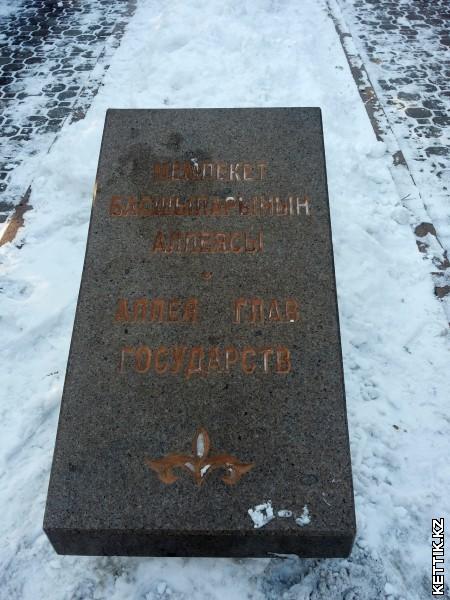 МЕМЛЕКЕТ
БАСШЫЛАРЫНЫҢ
АЛЛЕЯСЫ
АЛЛЕЯ ГЛАВ
ГОСУДАРСТВ
KETTIK.KZ